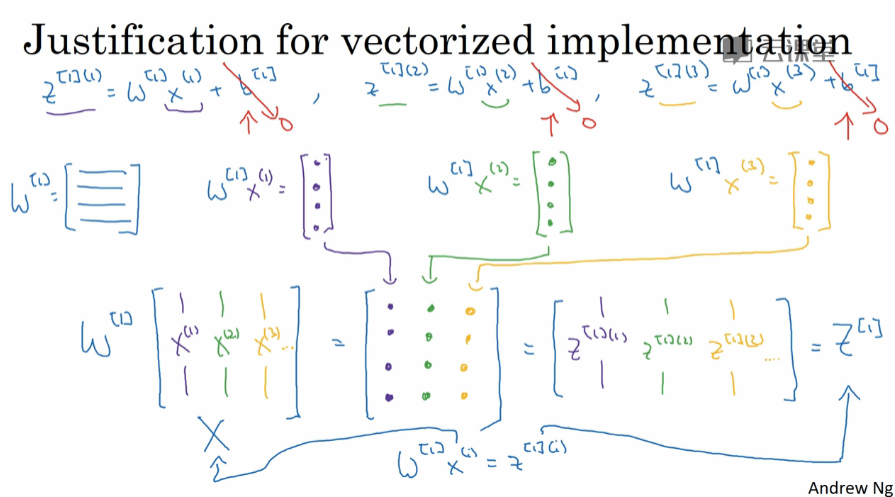 Justification for vectorized implementation
z^[1](1) = W^[1] x^(1) + b^[1] , z^[1](2) = W^[1] x^(2) + b^[1] , z^[1](3) = W^[1] x^(3) + b^[1]
0 0 0
W^[1] = W^[1] x^(1) = W^[1] x^(2) = W^[1] x^(3) =
W^[1] [ x^(1) x^(2) x^(3) ... ] = = [ z^[1](1) z^[1](2) z^[1](3) .... ] = Z^[1]
X W^[1] x^(i) = z^[1](i)
Andrew Ng